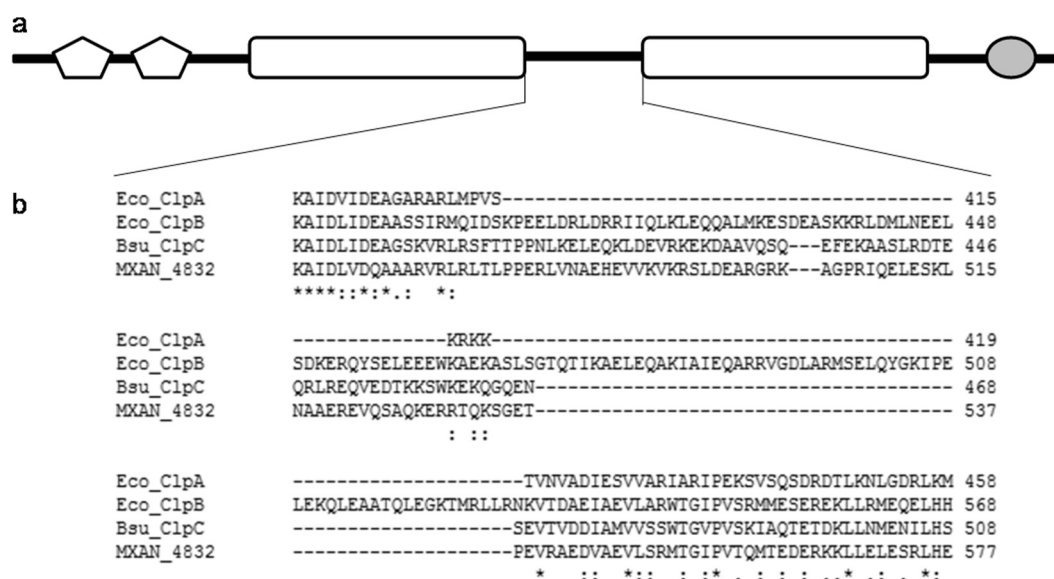 a
b
Eco_ClpA KAIDVIDEAGARARLMPVS----------------------------------------- 415
Eco_ClpB KAIDLIDEAASSIRMQIDSKPEELDRLDRRIIQLKLEQQALMKESDEASKKRLDMLNEEL 448
Bsu_ClpC KAIDLIDEAGSKVRLRSFTTPPNLKELEQKLDEVRKEKDAAVQSQ---EFEKAASLRDTE 446
MXAN_4832 KAIDLVDQAAARVRLRLTLPPERLVNAEHEVVKVKRSLDEARGRK---AGPRIQELESKL 515
****::*:*.:  *:
Eco_ClpA --------------KRKK------------------------------------------ 419
Eco_ClpB SDKERQYSELEEEWKAEKASLSGTQTIKAELEQAKIAIEQARRVGDLARMSELQYGKIPE 508
Bsu_ClpC QRLREQVEDTKKSWKEKQGQEN-------------------------------------- 468
MXAN_4832 NAAEREVQSAQKERRTQKSGET-------------------------------------- 537
: ::
Eco_ClpA ---------------------TVNVADIESVVARIARIPEKSVSQSDRDTLKNLGDRLKM 458
Eco_ClpB LEKQLEAATQLEGKTMRLLRNKVTDAEIAEVLARWTGIPVSRMMESEREKLLRMEQELHH 568
Bsu_ClpC --------------------SEVTVDDIAMVVSSWTGVPVSKIAQTETDKLLNMENILHS 508
MXAN_4832 --------------------PEVRAEDVAEVLSRMTGIPVTQMTEDERKKLLELESRLHE 577
*   ::  *::  : :* . : : : ..* .: . *: